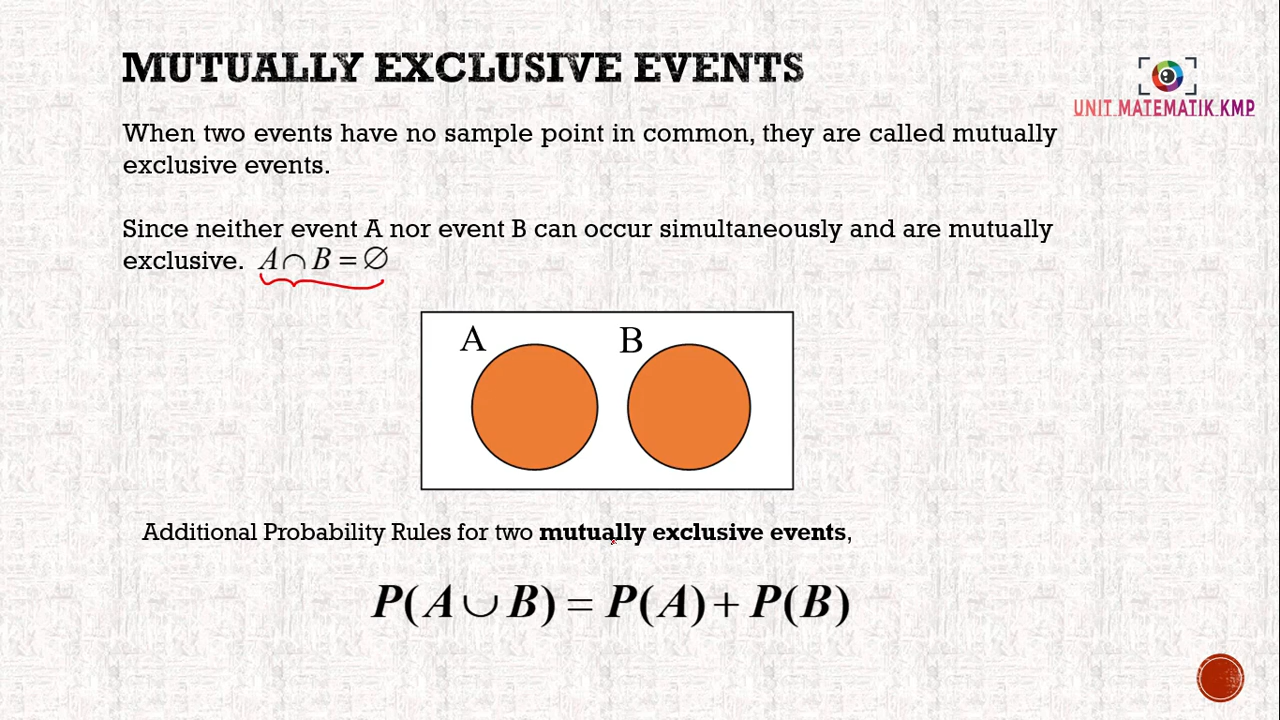 MUTUALLY EXCLUSIVE EVENTS
UNIT MATEMATIK KMP
When two events have no sample point in common, they are called mutually
exclusive events.
Since neither event A nor event B can occur simultaneously and are mutually
exclusive. A ∩ B = ∅
A B
Additional Probability Rules for two mutually exclusive events,
P(A ∪ B) = P(A) + P(B)